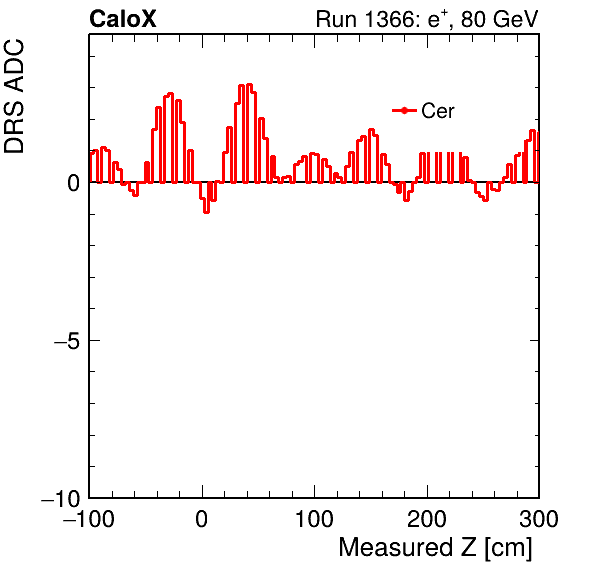 CaloX Run 1366: e⁺, 80 GeV
DRS ADC
Cer
0
−5
−10
−100 0 100 200 300
Measured Z [cm]